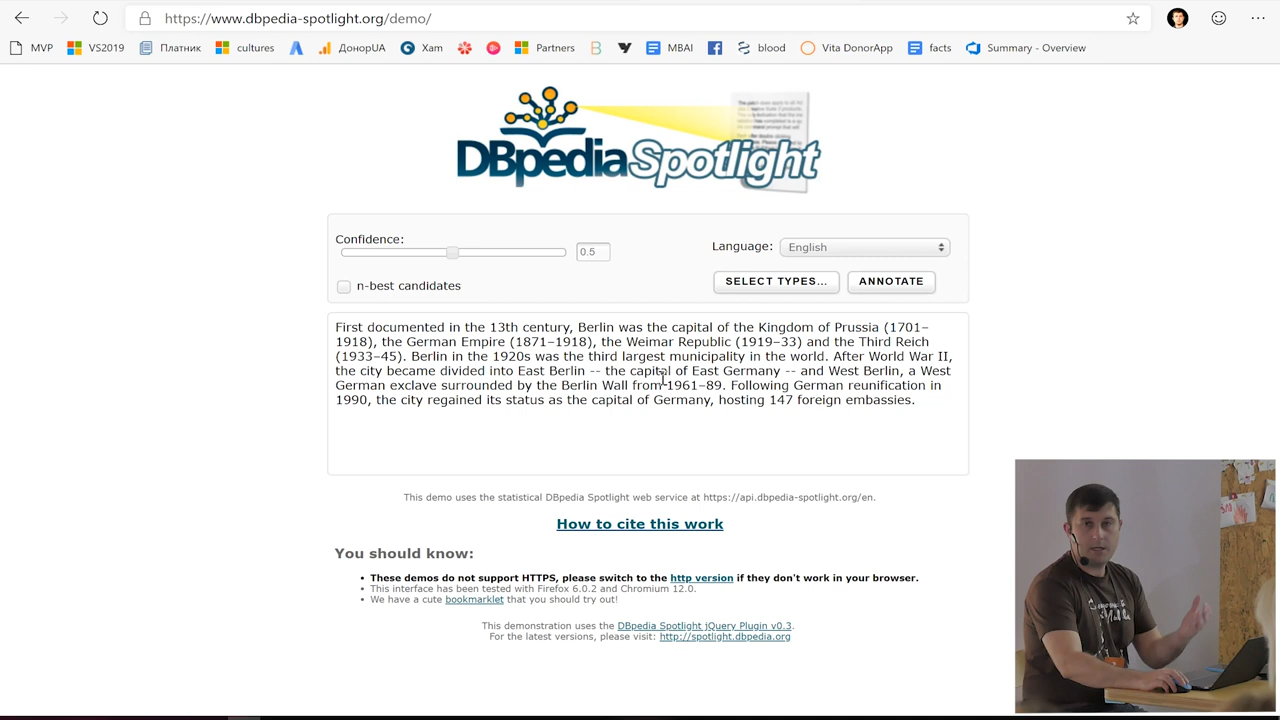 https://www.dbpedia-spotlight.org/demo/
MVP VS2019 Платник cultures ДонорUA Хам Partners MBAI blood Vita DonorApp facts Summary - Overview
DBpedia Spotlight
Confidence:
0.5
Language: English
n-best candidates
SELECT TYPES... ANNOTATE
First documented in the 13th century, Berlin was the capital of the Kingdom of Prussia (1701–
1918), the German Empire (1871–1918), the Weimar Republic (1919–33) and the Third Reich
(1933–45). Berlin in the 1920s was the third largest municipality in the world. After World War II,
the city became divided into East Berlin -- the capital of East Germany -- and West Berlin, a West
German exclave surrounded by the Berlin Wall from 1961–89. Following German reunification in
1990, the city regained its status as the capital of Germany, hosting 147 foreign embassies.
This demo uses the statistical DBpedia Spotlight web service at https://api.dbpedia-spotlight.org/en.
How to cite this work
You should know:
• These demos do not support HTTPS, please switch to the http version if they don't work in your browser.
• This interface has been tested with Firefox 6.0.2 and Chromium 12.0.
• We have a cute bookmarklet that you should try out!
This demonstration uses the DBpedia Spotlight jQuery Plugin v0.3.
For the latest versions, please visit: http://spotlight.dbpedia.org